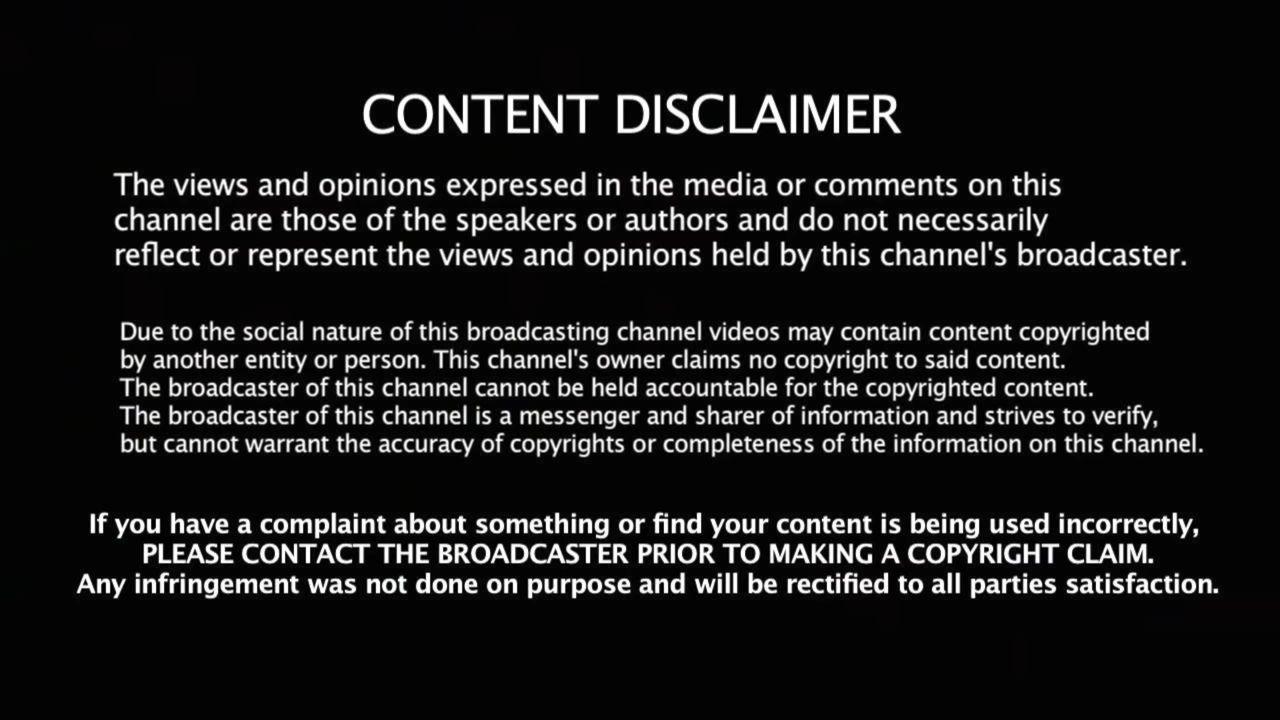 CONTENT DISCLAIMER
The views and opinions expressed in the media or comments on this
channel are those of the speakers or authors and do not necessarily
reflect or represent the views and opinions held by this channel's broadcaster.
Due to the social nature of this broadcasting channel videos may contain content copyrighted
by another entity or person. This channel's owner claims no copyright to said content.
The broadcaster of this channel cannot be held accountable for the copyrighted content.
The broadcaster of this channel is a messenger and sharer of information and strives to verify,
but cannot warrant the accuracy of copyrights or completeness of the information on this channel.
If you have a complaint about something or find your content is being used incorrectly,
PLEASE CONTACT THE BROADCASTER PRIOR TO MAKING A COPYRIGHT CLAIM.
Any infringement was not done on purpose and will be rectified to all parties satisfaction.